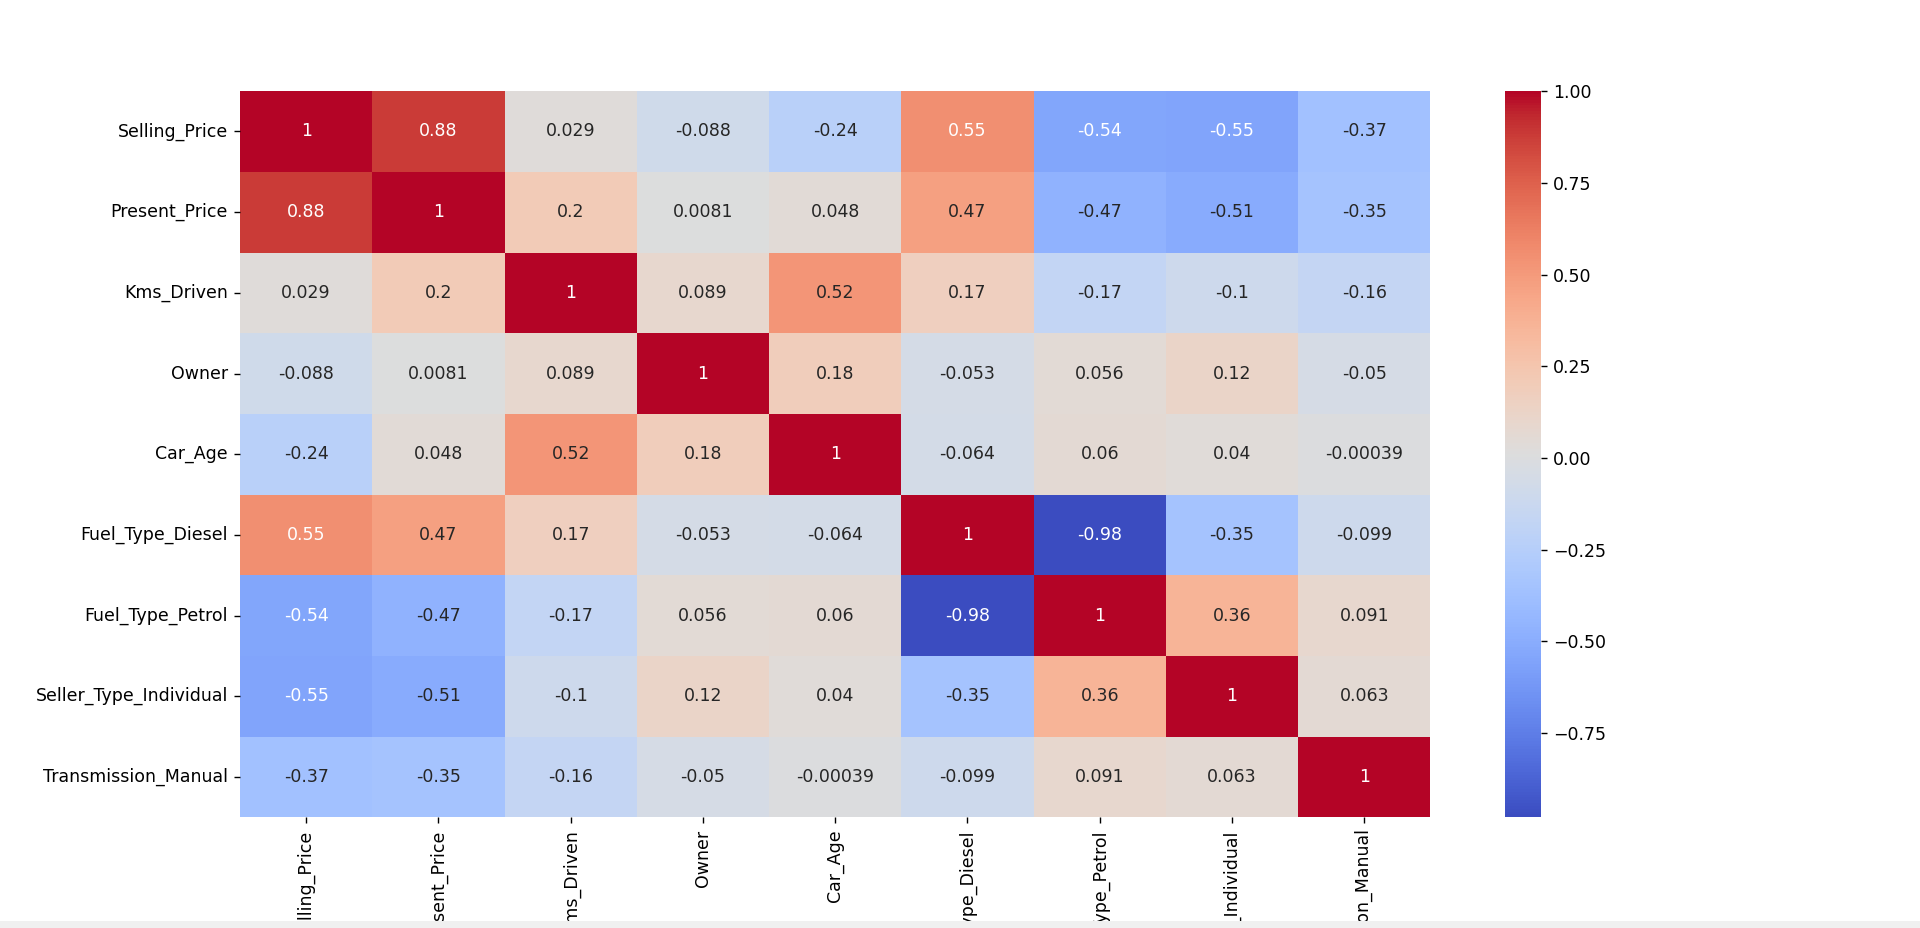 Selling_Price 1 0.88 0.029 -0.088 -0.24 0.55 -0.54 -0.55 -0.37
Present_Price 0.88 1 0.2 0.0081 0.048 0.47 -0.47 -0.51 -0.35
Kms_Driven 0.029 0.2 1 0.089 0.52 0.17 -0.17 -0.1 -0.16
Owner -0.088 0.0081 0.089 1 0.18 -0.053 0.056 0.12 -0.05
Car_Age -0.24 0.048 0.52 0.18 1 -0.064 0.06 0.04 -0.00039
Fuel_Type_Diesel 0.55 0.47 0.17 -0.053 -0.064 1 -0.98 -0.35 -0.099
Fuel_Type_Petrol -0.54 -0.47 -0.17 0.056 0.06 -0.98 1 0.36 0.091
Seller_Type_Individual -0.55 -0.51 -0.1 0.12 0.04 -0.35 0.36 1 0.063
Transmission_Manual -0.37 -0.35 -0.16 -0.05 -0.00039 -0.099 0.091 0.063 1
lling_Price
sent_Price
ms_Driven
Owner
Car_Age
ype_Diesel
ype_Petrol
_Individual
on_Manual
1.00
0.75
0.50
0.25
0.00
−0.25
−0.50
−0.75